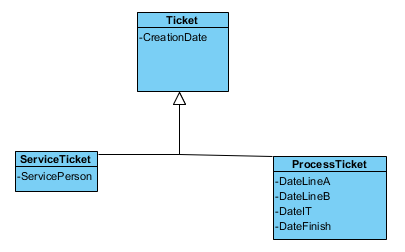 Ticket
-CreationDate
ServiceTicket
-ServicePerson
ProcessTicket
-DateLineA
-DateLineB
-DateIT
-DateFinish